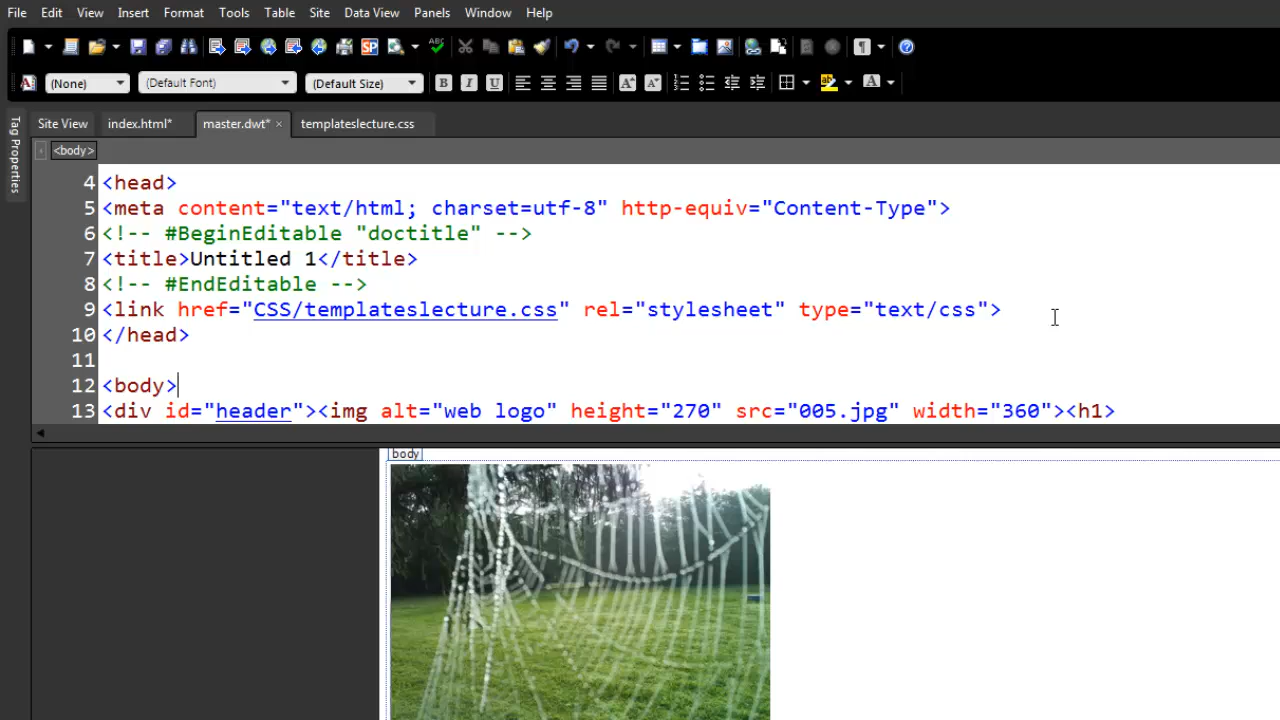 File Edit View Insert Format Tools Table Site Data View Panels Window Help
ABC SP
(None) (Default Font) (Default Size) B I U A A ab A
Site View index.html* master.dwt* × templateslecture.css
Tag Properties
<body>
4 <head>
5 <meta content="text/html; charset=utf-8" http-equiv="Content-Type">
6 <!-- #BeginEditable "doctitle" -->
7 <title>Untitled 1</title>
8 <!-- #EndEditable -->
9 <link href="CSS/templateslecture.css" rel="stylesheet" type="text/css">
10 </head>
11
12 <body>
13 <div id="header"><img alt="web logo" height="270" src="005.jpg" width="360"><h1>
body